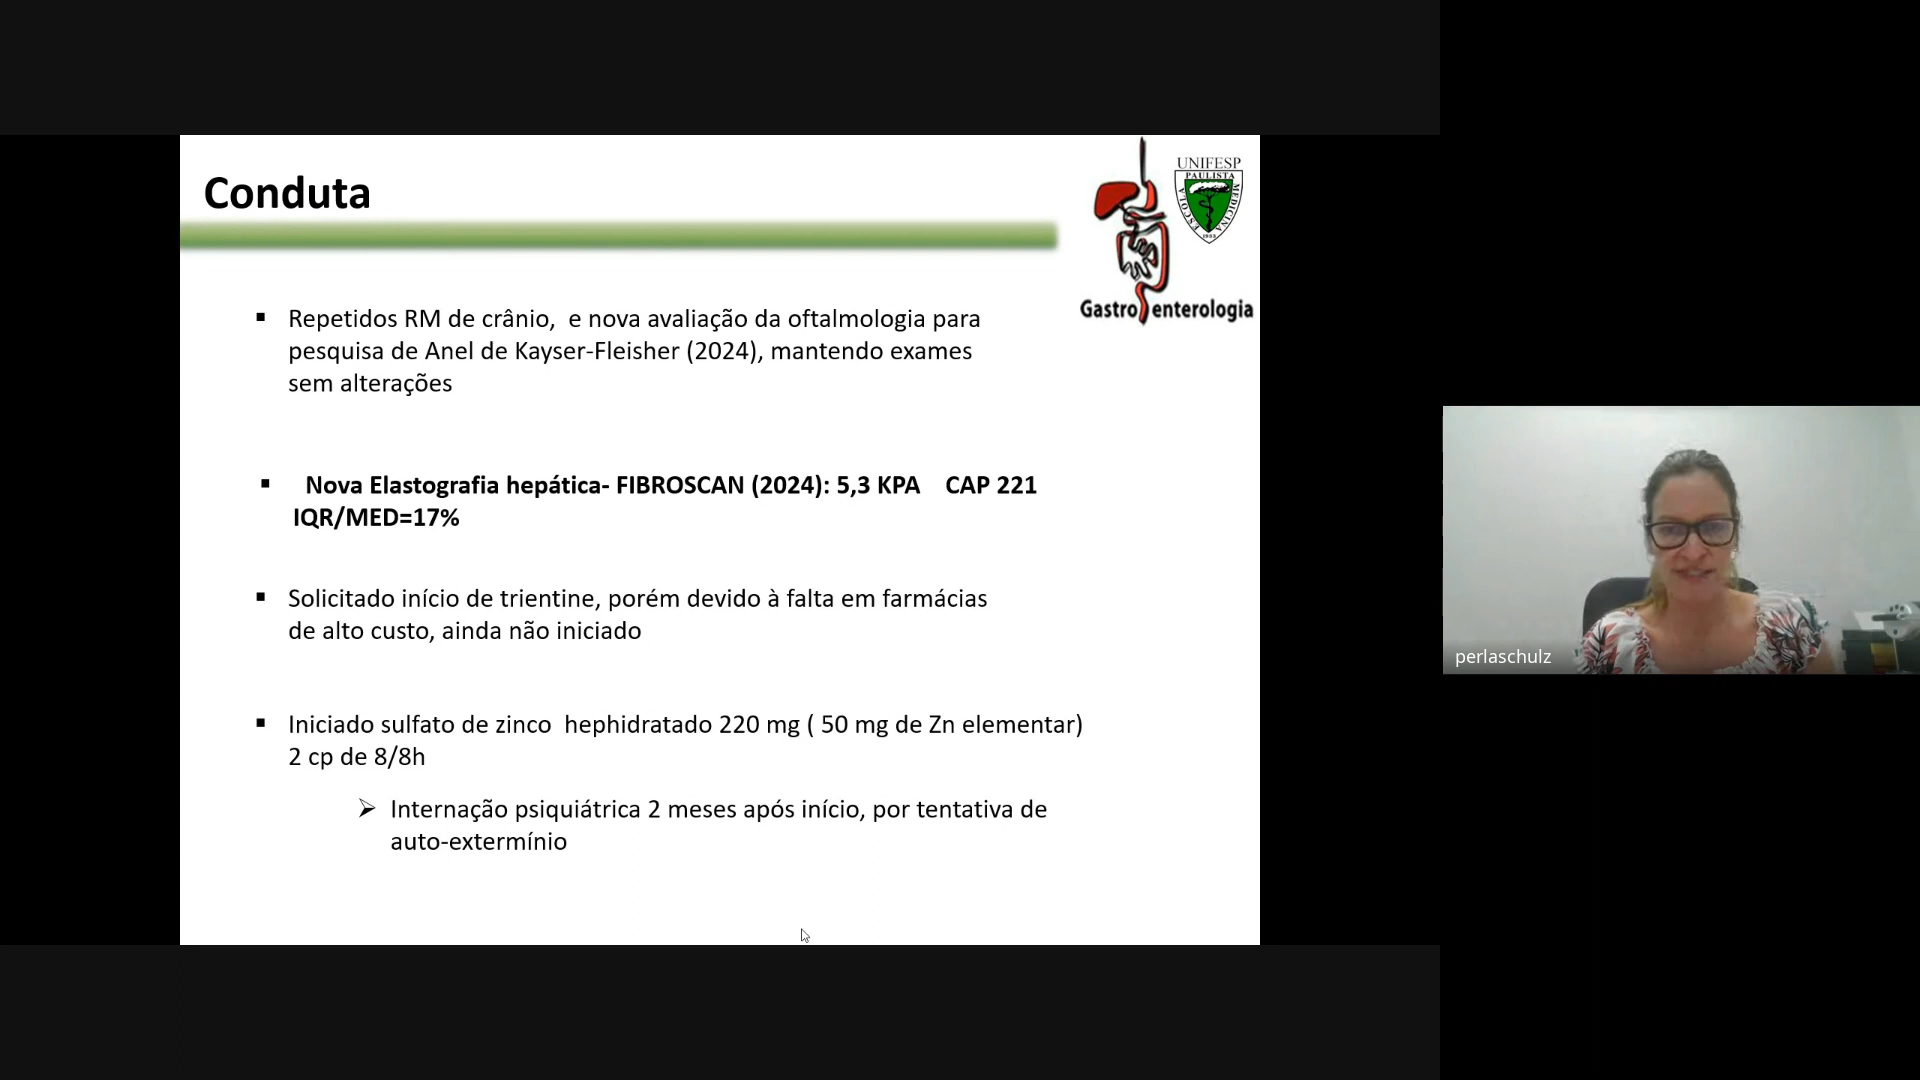 Conduta
UNIFESP
PAULISTA
ESCOLA
MEDICINA
1933
Gastroenterologia
▪ Repetidos RM de crânio,  e nova avaliação da oftalmologia para
pesquisa de Anel de Kayser-Fleisher (2024), mantendo exames
sem alterações
▪ Nova Elastografia hepática- FIBROSCAN (2024): 5,3 KPA    CAP 221
IQR/MED=17%
▪ Solicitado início de trientine, porém devido à falta em farmácias
de alto custo, ainda não iniciado
▪ Iniciado sulfato de zinco  hephidratado 220 mg ( 50 mg de Zn elementar)
2 cp de 8/8h
➢ Internação psiquiátrica 2 meses após início, por tentativa de
auto-extermínio
perlaschulz